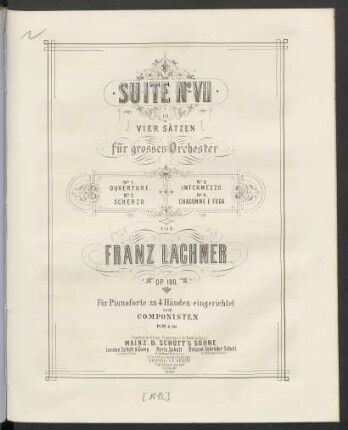 SUITE No VII
in
VIER SÄTZEN
für grosses Orchester
No 1. OUVERTURE.
No 2. SCHERZO.
No 3. INTERMEZZO.
No 4. CHACONNE E FUGA
VON
FRANZ LACHNER
OP. 190.
Für Pianoforte zu 4 Händen eingerichtet
vom
COMPONISTEN
MAINZ, B. SCHOTT'S SÖHNE
London, Schott & Comp. Paris, Schott Brüssel, Gebrüder Schott